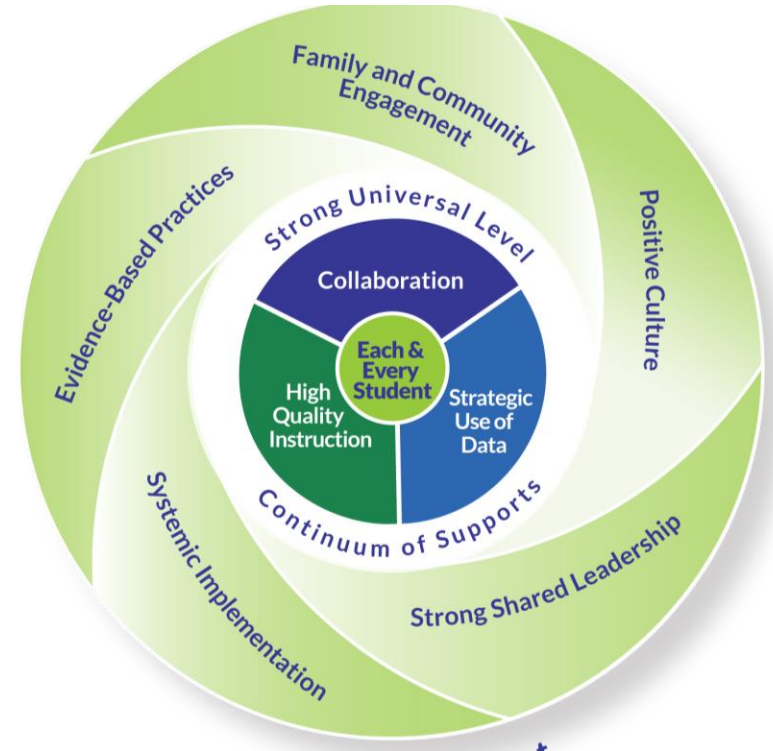 Family and Community
Engagement
Positive Culture
Strong Shared Leadership
Systemic Implementation
Evidence-Based Practices
Strong Universal Level
Continuum of Supports
Collaboration
Strategic
Use of
Data
High
Quality
Instruction
Each &
Every
Student